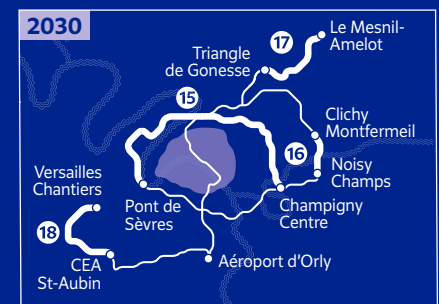 2030
17
Le Mesnil-
Amelot
Triangle
de Gonesse
15
Clichy
Montfermeil
16
Noisy
Champs
Versailles
Chantiers
Pont de
Sèvres
Champigny
Centre
18
CEA
St-Aubin
Aéroport d'Orly